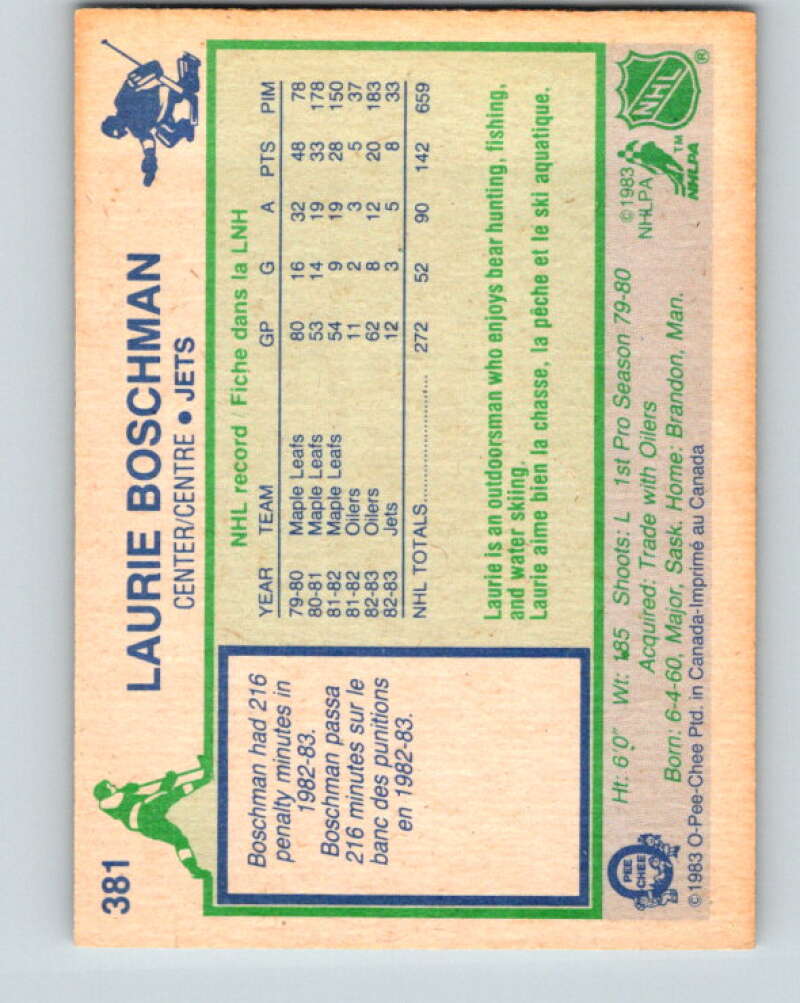 381
LAURIE BOSCHMAN
CENTER/CENTRE • JETS
Boschman had 216
penalty minutes in
1982-83.
Boschman passa
216 minutes sur le
banc des punitions
en 1982-83.
NHL record / Fiche dans la LNH
YEAR TEAM GP G A PTS PIM
79-80 Maple Leafs 80 16 32 48 78
80-81 Maple Leafs 53 14 19 33 178
81-82 Maple Leafs 54 9 19 28 150
81-82 Oilers 11 2 3 5 37
82-83 Oilers 62 8 12 20 183
82-83 Jets 12 3 5 8 33
NHL TOTALS................... 272 52 90 142 659
Laurie is an outdoorsman who enjoys bear hunting, fishing,
and water skiing.
Laurie aime bien la chasse, la pêche et le ski aquatique.
Ht: 6'0" Wt: 185 Shoots: L 1st Pro Season 79-80
Acquired: Trade with Oilers
Born: 6-4-60, Major, Sask. Home: Brandon, Man.
©1983 O-Pee-Chee Ptd. in Canada-Imprimé au Canada
PEE
CHEE
©1983
NHLPA
NHLPA
TM
NHL
®